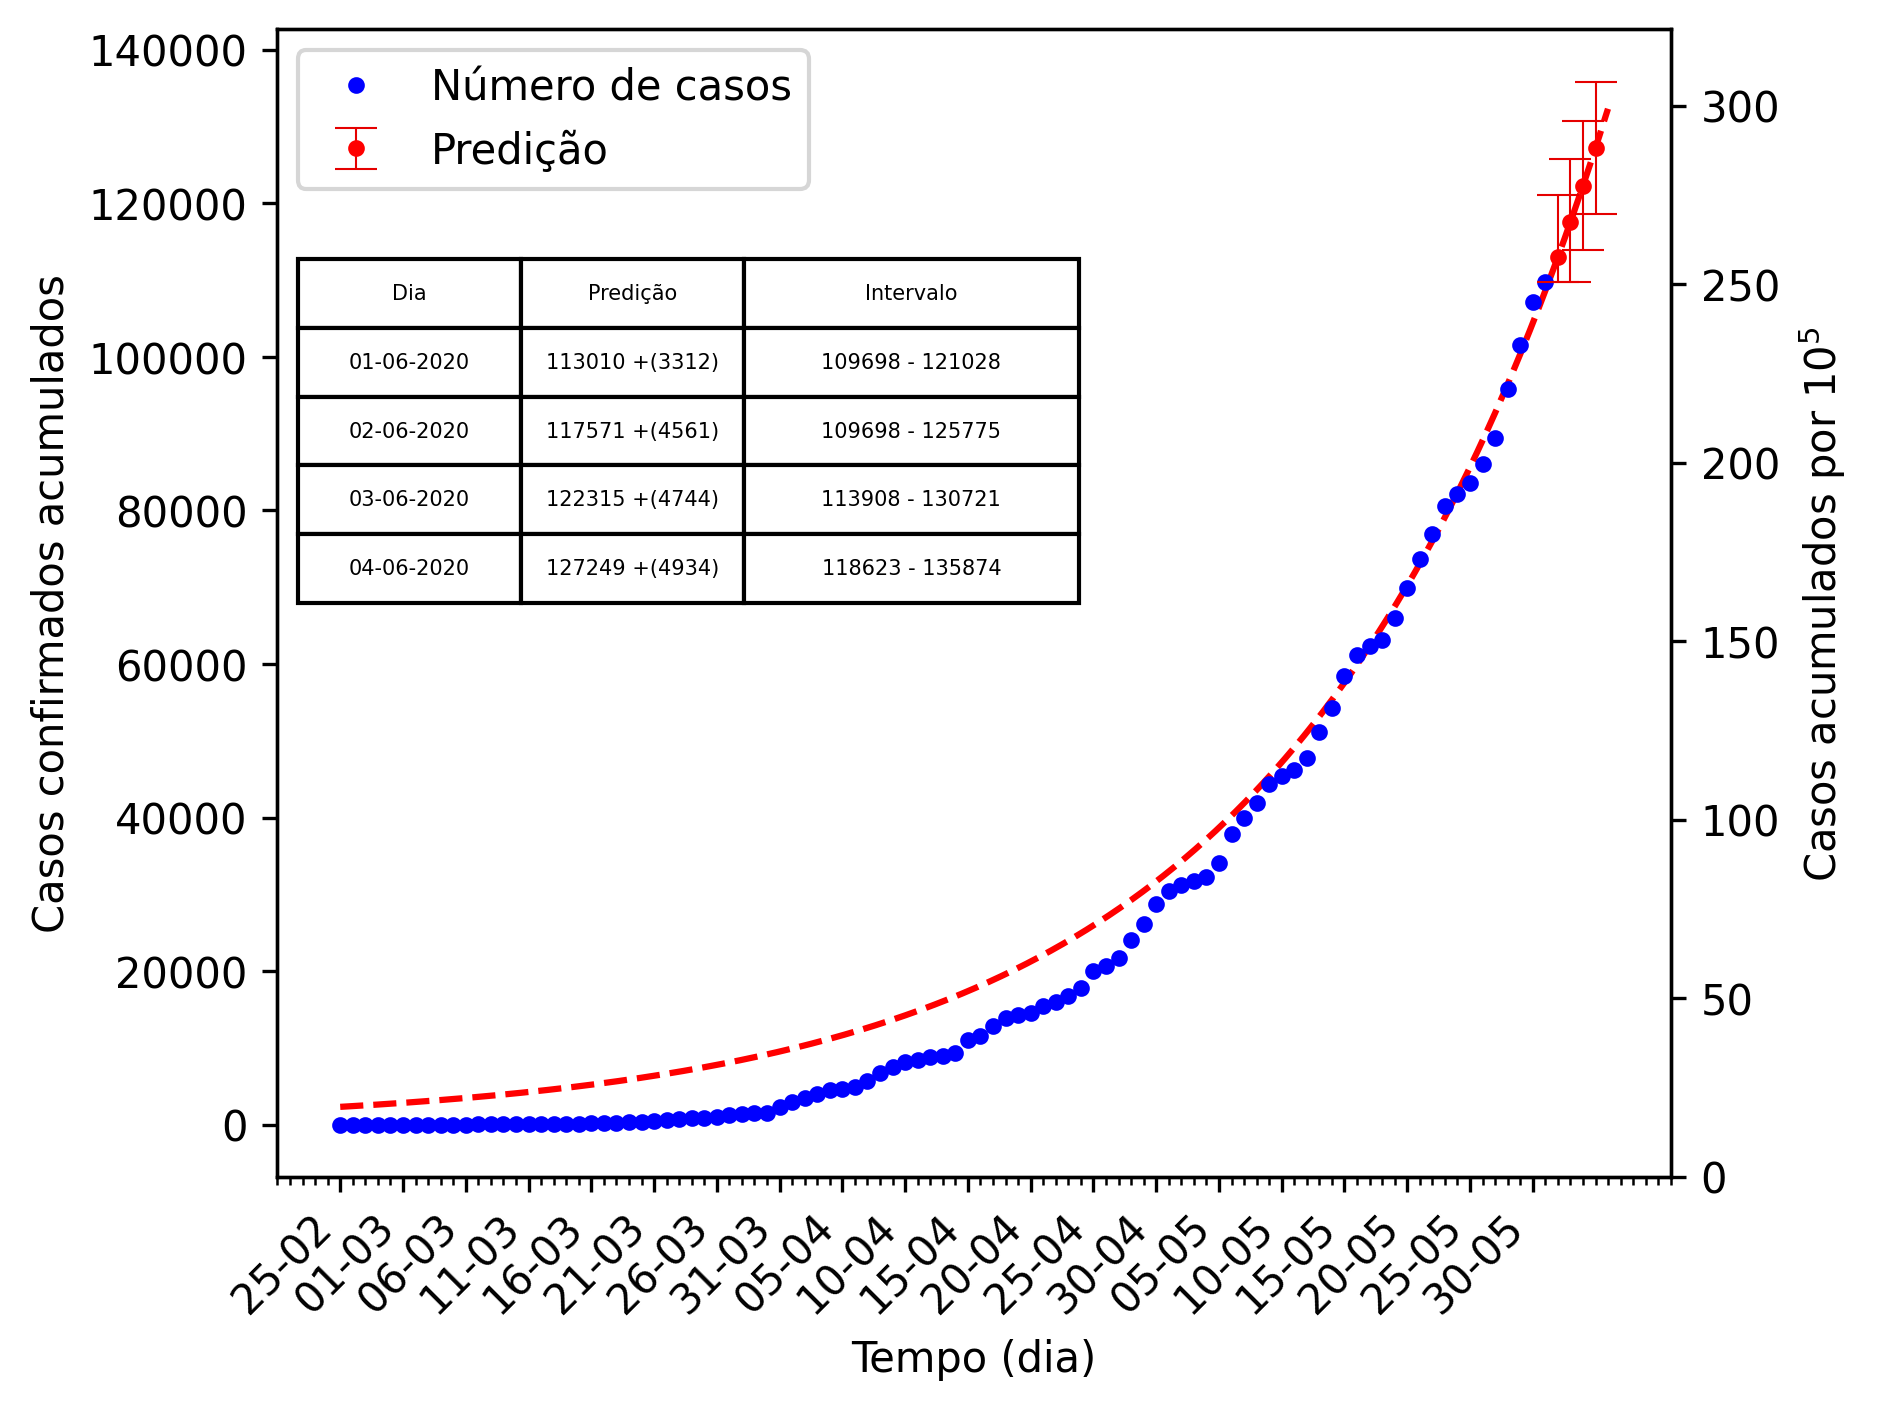 Número de casos
Predição
Dia Predição Intervalo
01-06-2020 113010 +(3312) 109698 - 121028
02-06-2020 117571 +(4561) 109698 - 125775
03-06-2020 122315 +(4744) 113908 - 130721
04-06-2020 127249 +(4934) 118623 - 135874
Casos confirmados acumulados
140000
120000
100000
80000
60000
40000
20000
0
Casos acumulados por 10⁵
300
250
200
150
100
50
0
25-02 01-03 06-03 11-03 16-03 21-03 26-03 31-03 05-04 10-04 15-04 20-04 25-04 30-04 05-05 10-05 15-05 20-05 25-05 30-05
Tempo (dia)